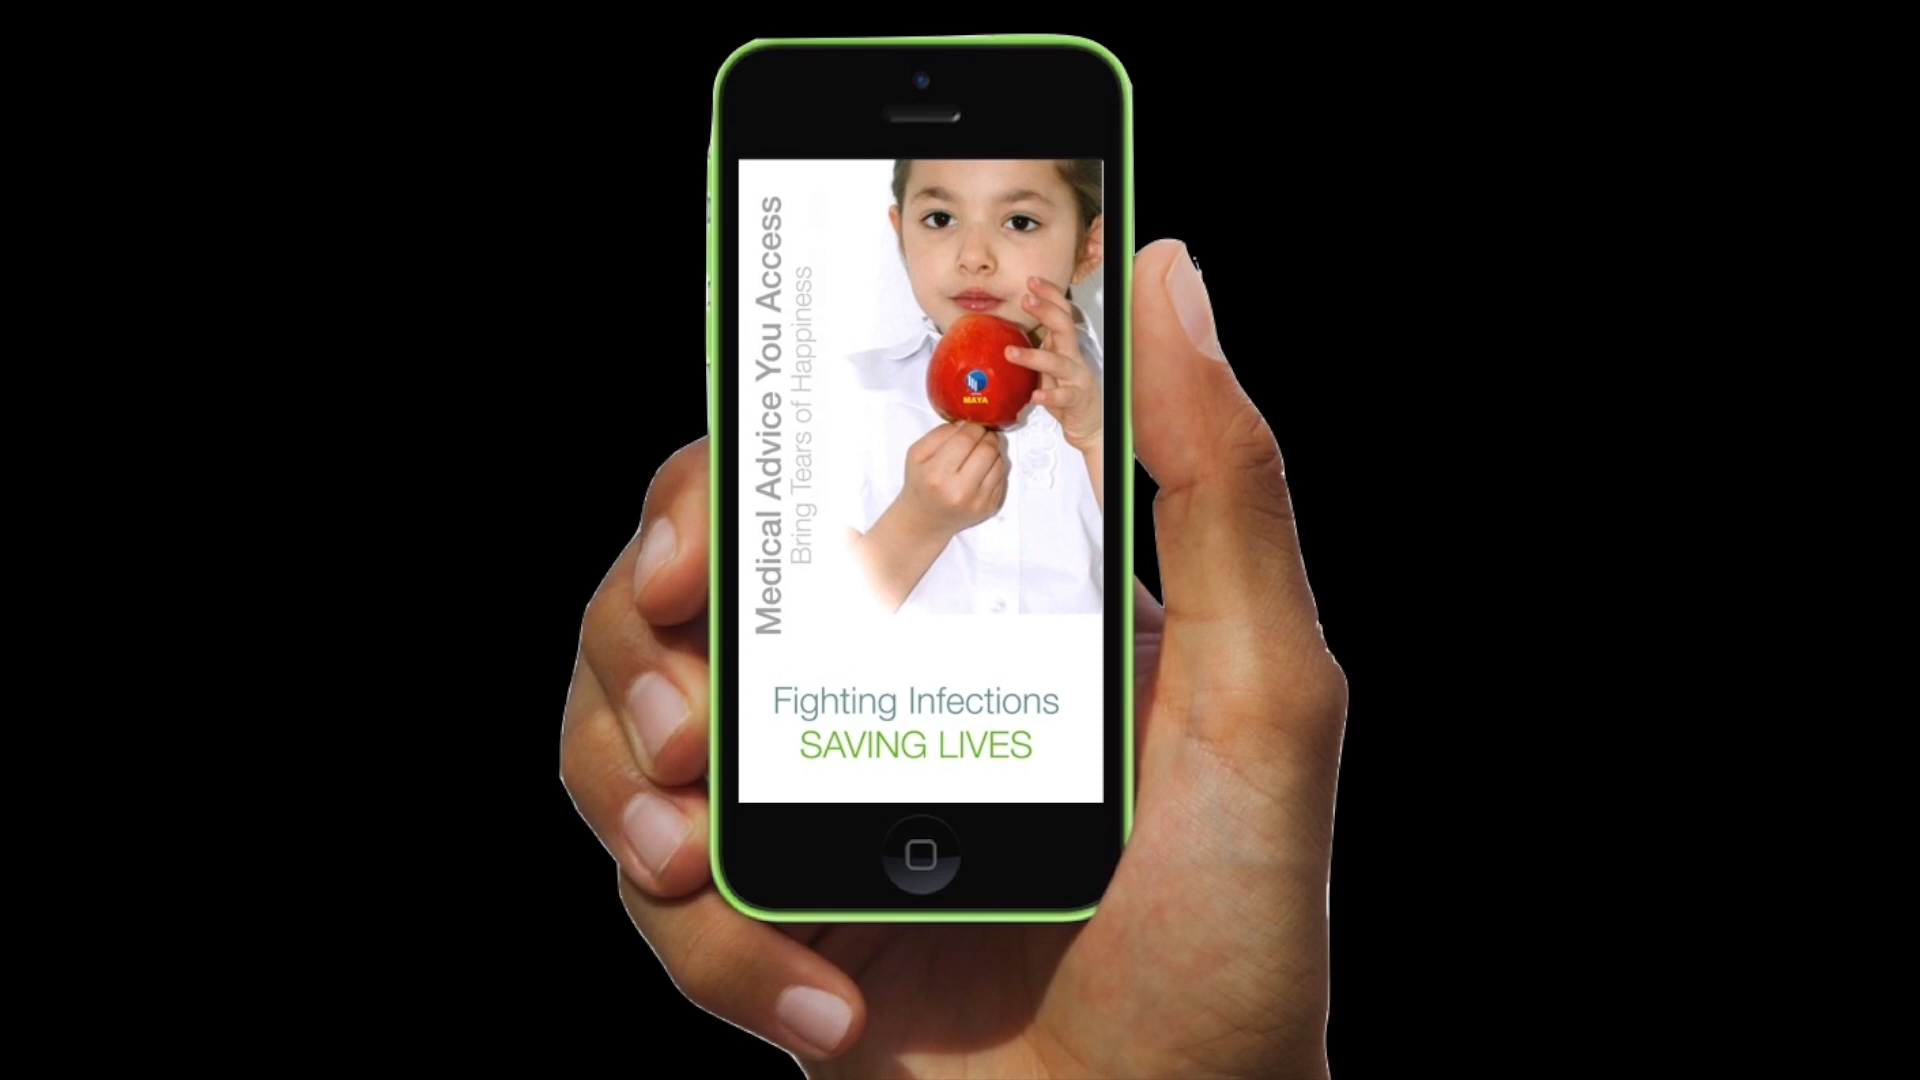 Medical Advice You Access
Bring Tears of Happiness
MAYA
Fighting Infections
SAVING LIVES